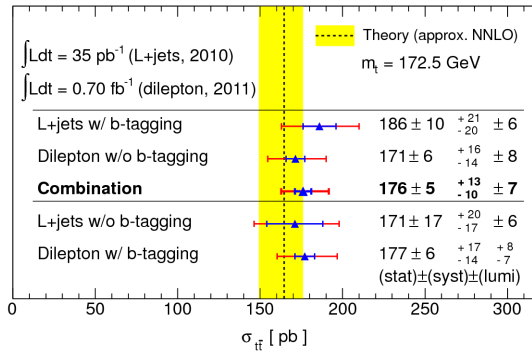 ∫Ldt = 35 pb⁻¹ (L+jets, 2010)
∫Ldt = 0.70 fb⁻¹ (dilepton, 2011)
Theory (approx. NNLO)
mₜ = 172.5 GeV
L+jets w/ b-tagging 186 ± 10 +21 -20 ± 6
Dilepton w/o b-tagging 171 ± 6 +16 -14 ± 8
Combination 176 ± 5 +13 -10 ± 7
L+jets w/o b-tagging 171 ± 17 +20 -17 ± 6
Dilepton w/ b-tagging 177 ± 6 +17 -14 +8 -7
(stat)±(syst)±(lumi)
0 50 100 150 200 250 300
σ_tt̄ [ pb ]